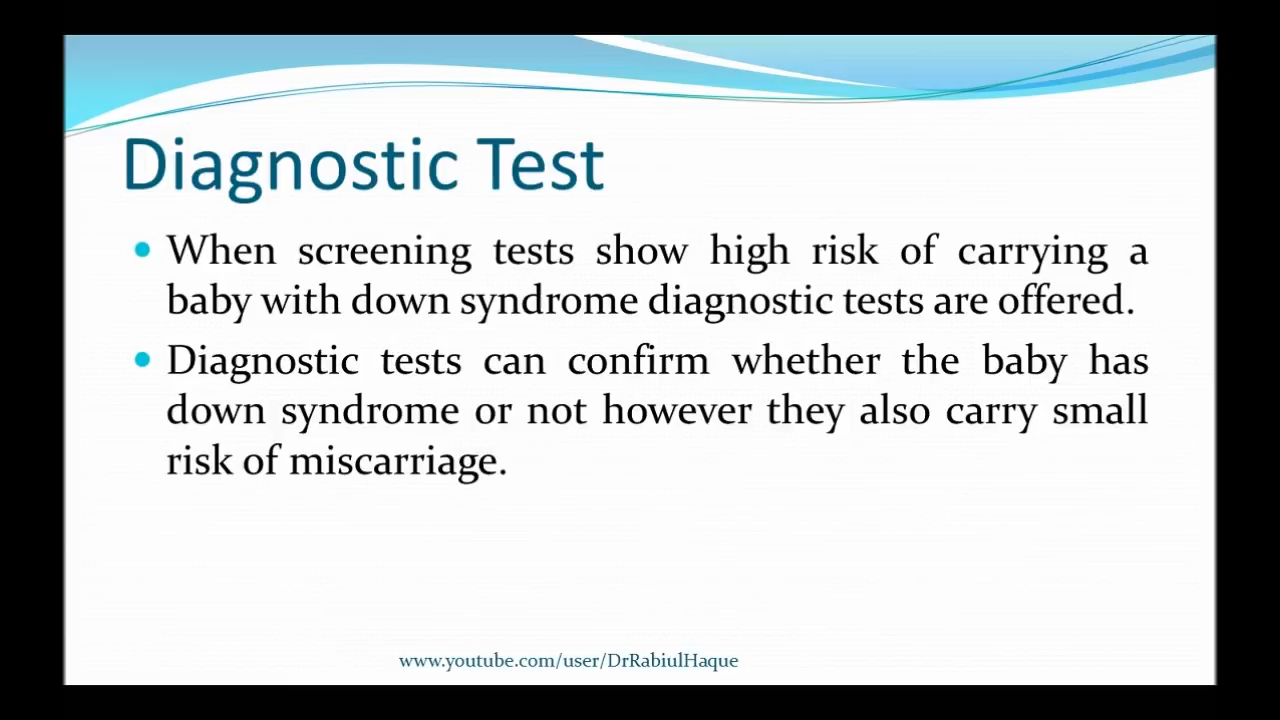 Diagnostic Test
• When screening tests show high risk of carrying a
baby with down syndrome diagnostic tests are offered.
• Diagnostic tests can confirm whether the baby has
down syndrome or not however they also carry small
risk of miscarriage.
www.youtube.com/user/DrRabiulHaque